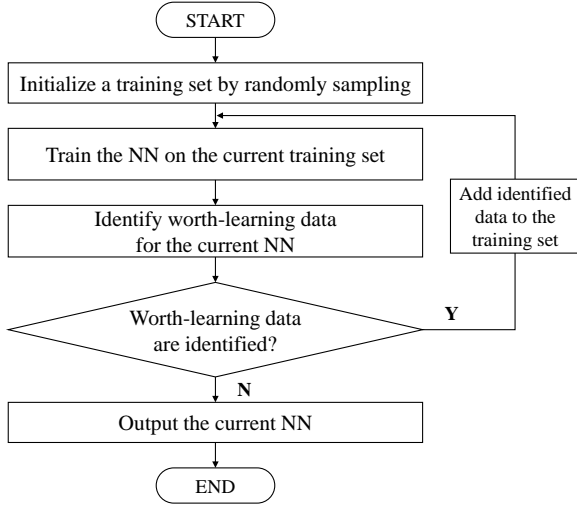 START
Initialize a training set by randomly sampling
Train the NN on the current training set
Identify worth-learning data
for the current NN
Add identified
data to the
training set
Worth-learning data
are identified?
Y
N
Output the current NN
END